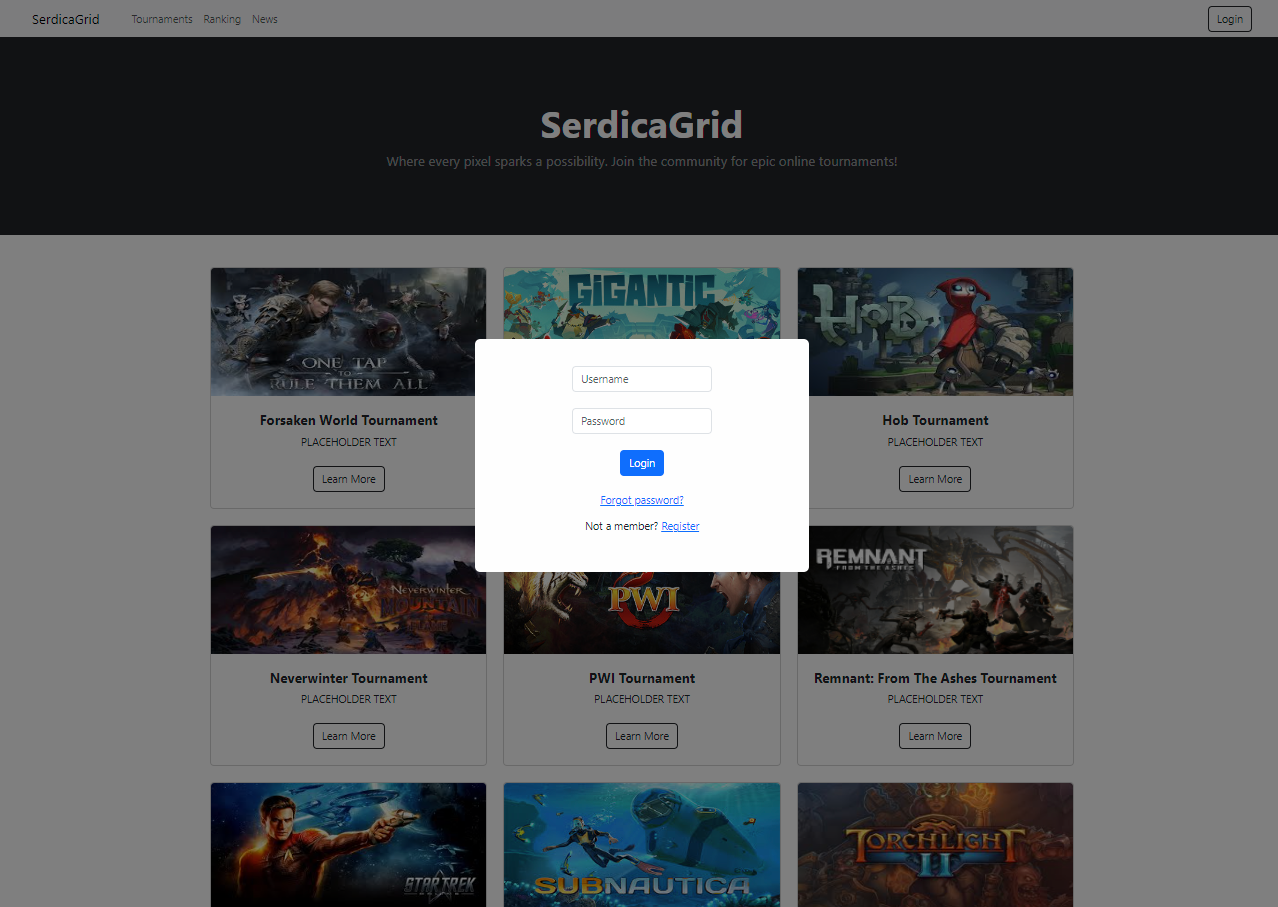 SerdicaGrid Tournaments Ranking News Login
SerdicaGrid
Where every pixel sparks a possibility. Join the community for epic online tournaments!
ONE TAP
TO
RULE THEM ALL
GIGANTIC
HOB
Forsaken World Tournament
PLACEHOLDER TEXT
Learn More
Username
Password
Login
Forgot password?
Not a member? Register
Hob Tournament
PLACEHOLDER TEXT
Learn More
NEVERWINTER
MOUNTAIN
FLAME
PWI
REMNANT
FROM THE ASHES
Neverwinter Tournament
PLACEHOLDER TEXT
Learn More
PWI Tournament
PLACEHOLDER TEXT
Learn More
Remnant: From The Ashes Tournament
PLACEHOLDER TEXT
Learn More
STAR TREK
SUBNAUTICA
TORCHLIGHT
II